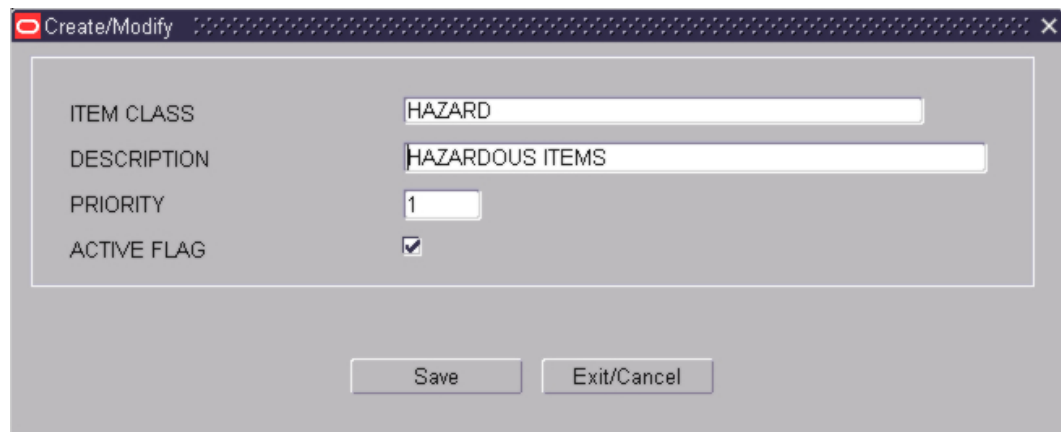 Create/Modify
ITEM CLASS HAZARD
DESCRIPTION HAZARDOUS ITEMS
PRIORITY 1
ACTIVE FLAG
Save Exit/Cancel